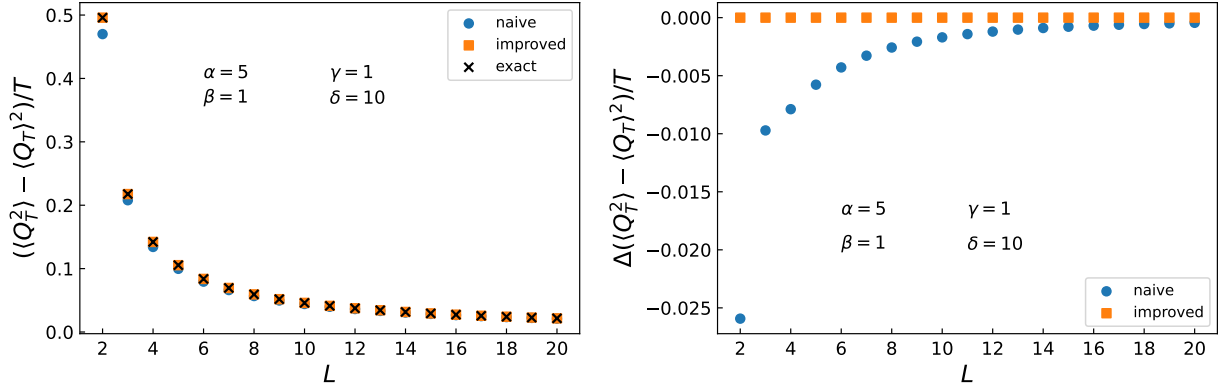 (⟨Q_T^2⟩ − ⟨Q_T⟩^2)/T
0.5
0.4
0.3
0.2
0.1
0.0
naive
improved
exact
α = 5 γ = 1
β = 1 δ = 10
2 4 6 8 10 12 14 16 18 20
L
Δ(⟨Q_T^2⟩ − ⟨Q_T⟩^2)/T
0.000
−0.005
−0.010
−0.015
−0.020
−0.025
α = 5 γ = 1
β = 1 δ = 10
naive
improved
2 4 6 8 10 12 14 16 18 20
L